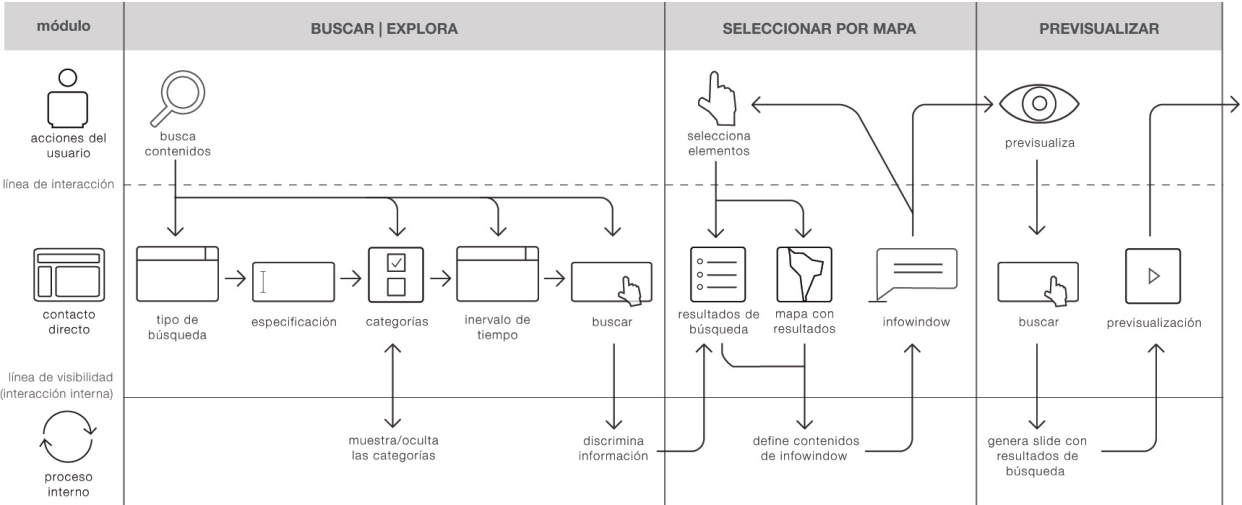 módulo
BUSCAR | EXPLORA
SELECCIONAR POR MAPA
PREVISUALIZAR
acciones del
usuario
busca
contenidos
selecciona
elementos
previsualiza
línea de interacción
contacto
directo
tipo de
búsqueda
especificación
categorías
inervalo de
tiempo
buscar
resultados de
búsqueda
mapa con
resultados
infowindow
buscar
previsualización
línea de visibilidad
(interacción interna)
proceso
interno
muestra/oculta
las categorías
discrimina
información
define contenidos
de infowindow
genera slide con
resultados de
búsqueda